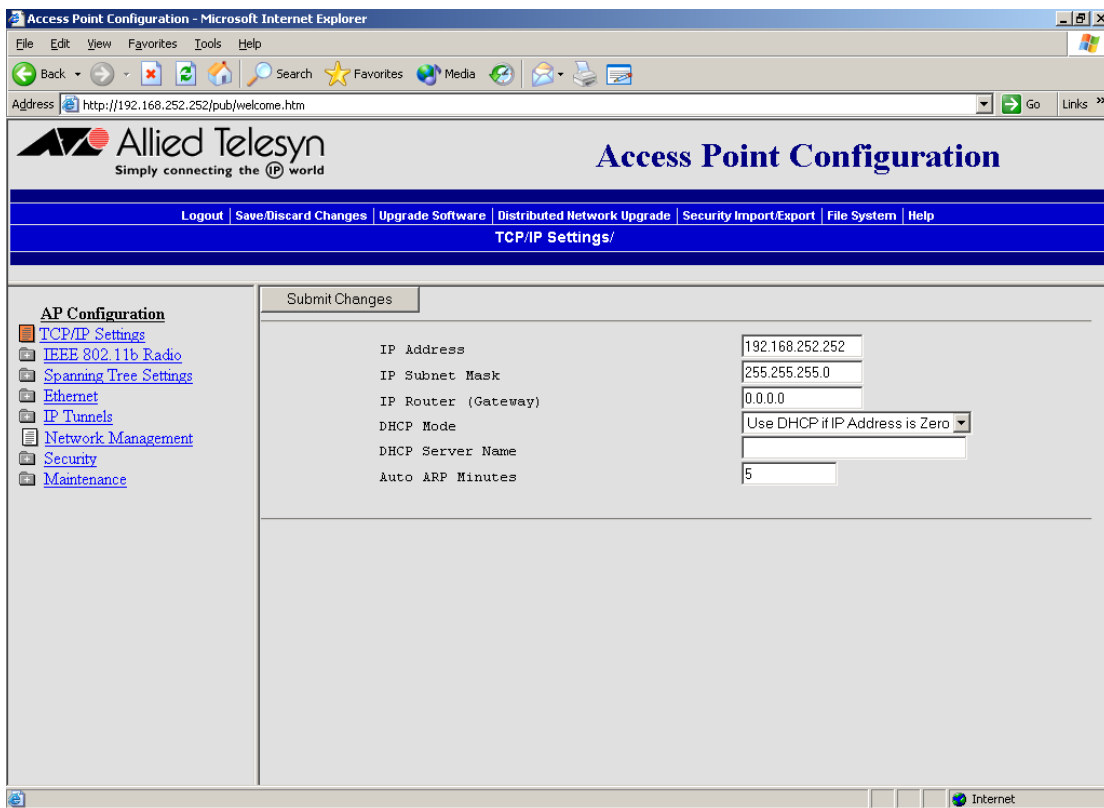 Access Point Configuration - Microsoft Internet Explorer
File Edit View Favorites Tools Help
Back Search Favorites Media
Address http://192.168.252.252/pub/welcome.htm Go Links »
Allied Telesyn
Simply connecting the IP world
Access Point Configuration
Logout | Save/Discard Changes | Upgrade Software | Distributed Network Upgrade | Security Import/Export | File System | Help
TCP/IP Settings/
AP Configuration
TCP/IP Settings
IEEE 802.11b Radio
Spanning Tree Settings
Ethernet
IP Tunnels
Network Management
Security
Maintenance
Submit Changes
IP Address 192.168.252.252
IP Subnet Mask 255.255.255.0
IP Router (Gateway) 0.0.0.0
DHCP Mode Use DHCP if IP Address is Zero
DHCP Server Name
Auto ARP Minutes 5
Internet